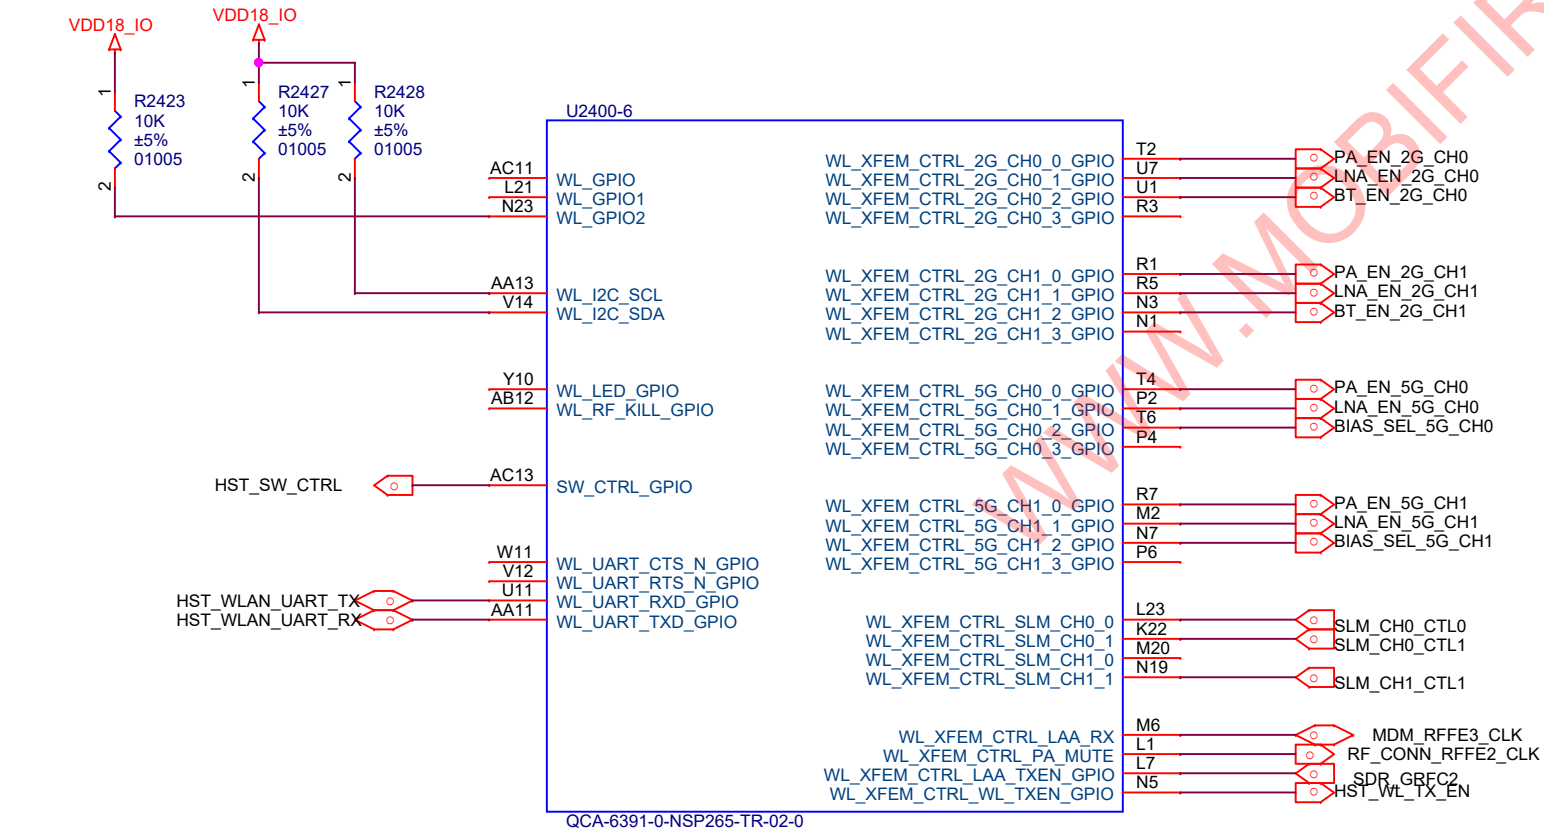 VDD18_IO
VDD18_IO
1
R2423
10K
±5%
01005
2
1
R2427
10K
±5%
01005
2
1
R2428
10K
±5%
01005
2
U2400-6
AC11 WL_GPIO
L21 WL_GPIO1
N23 WL_GPIO2
AA13 WL_I2C_SCL
V14 WL_I2C_SDA
Y10 WL_LED_GPIO
AB12 WL_RF_KILL_GPIO
HST_SW_CTRL AC13 SW_CTRL_GPIO
W11 WL_UART_CTS_N_GPIO
V12 WL_UART_RTS_N_GPIO
HST_WLAN_UART_TX U11 WL_UART_RXD_GPIO
HST_WLAN_UART_RX AA11 WL_UART_TXD_GPIO
WL_XFEM_CTRL_2G_CH0_0_GPIO T2 PA_EN_2G_CH0
WL_XFEM_CTRL_2G_CH0_1_GPIO U7 LNA_EN_2G_CH0
WL_XFEM_CTRL_2G_CH0_2_GPIO U1 BT_EN_2G_CH0
WL_XFEM_CTRL_2G_CH0_3_GPIO R3
WL_XFEM_CTRL_2G_CH1_0_GPIO R1 PA_EN_2G_CH1
WL_XFEM_CTRL_2G_CH1_1_GPIO R5 LNA_EN_2G_CH1
WL_XFEM_CTRL_2G_CH1_2_GPIO N3 BT_EN_2G_CH1
WL_XFEM_CTRL_2G_CH1_3_GPIO N1
WL_XFEM_CTRL_5G_CH0_0_GPIO T4 PA_EN_5G_CH0
WL_XFEM_CTRL_5G_CH0_1_GPIO P2 LNA_EN_5G_CH0
WL_XFEM_CTRL_5G_CH0_2_GPIO T6 BIAS_SEL_5G_CH0
WL_XFEM_CTRL_5G_CH0_3_GPIO P4
WL_XFEM_CTRL_5G_CH1_0_GPIO R7 PA_EN_5G_CH1
WL_XFEM_CTRL_5G_CH1_1_GPIO M2 LNA_EN_5G_CH1
WL_XFEM_CTRL_5G_CH1_2_GPIO N7 BIAS_SEL_5G_CH1
WL_XFEM_CTRL_5G_CH1_3_GPIO P6
WL_XFEM_CTRL_SLM_CH0_0 L23 SLM_CH0_CTL0
WL_XFEM_CTRL_SLM_CH0_1 K22 SLM_CH0_CTL1
WL_XFEM_CTRL_SLM_CH1_0 M20
WL_XFEM_CTRL_SLM_CH1_1 N19 SLM_CH1_CTL1
WL_XFEM_CTRL_LAA_RX M6 MDM_RFFE3_CLK
WL_XFEM_CTRL_PA_MUTE L1 RF_CONN_RFFE2_CLK
WL_XFEM_CTRL_LAA_TXEN_GPIO L7 SDR_GRFC2
WL_XFEM_CTRL_WL_TXEN_GPIO N5 HST_WL_TX_EN
QCA-6391-0-NSP265-TR-02-0
WWW.MOBIFIR